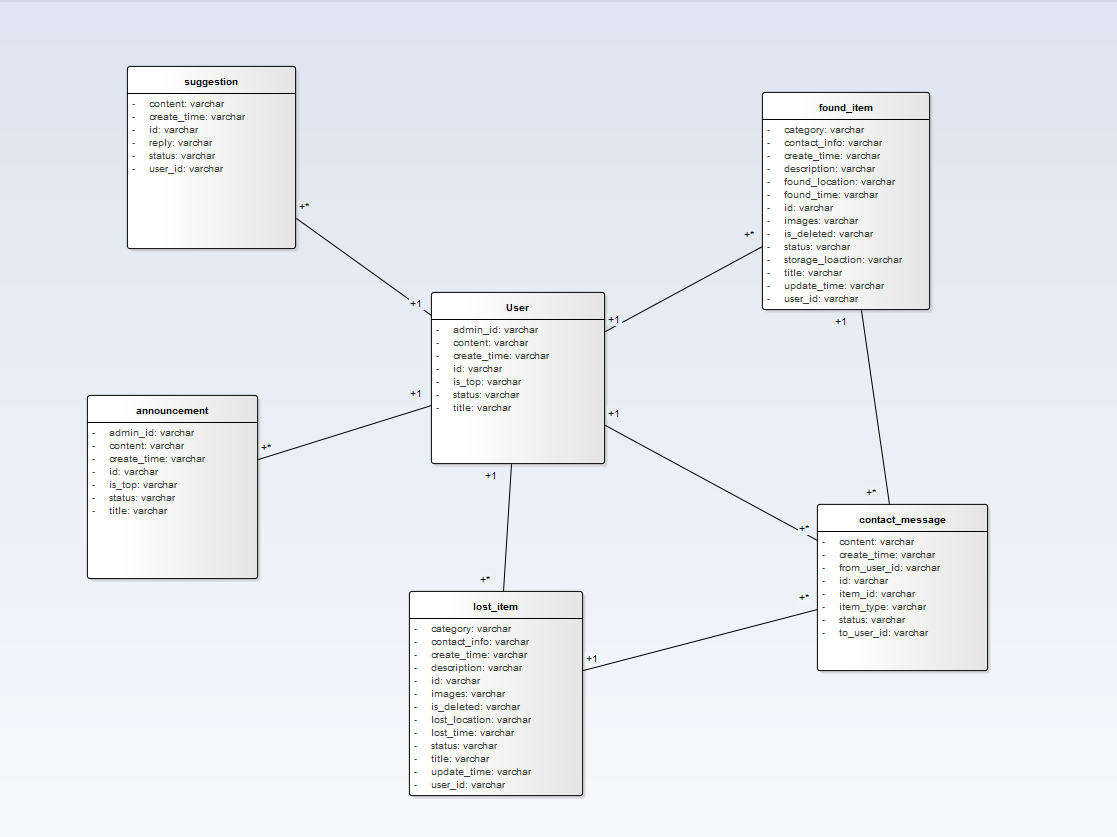 suggestion
- content: varchar
- create_time: varchar
- id: varchar
- reply: varchar
- status: varchar
- user_id: varchar
+*
+1
found_item
- category: varchar
- contact_info: varchar
- create_time: varchar
- description: varchar
- found_location: varchar
- found_time: varchar
- id: varchar
- images: varchar
- is_deleted: varchar
- status: varchar
- storage_loaction: varchar
- title: varchar
- update_time: varchar
- user_id: varchar
+*
+1
+1
User
- admin_id: varchar
- content: varchar
- create_time: varchar
- id: varchar
- is_top: varchar
- status: varchar
- title: varchar
+1
+1
+1
announcement
- admin_id: varchar
- content: varchar
- create_time: varchar
- id: varchar
- is_top: varchar
- status: varchar
- title: varchar
+*
+*
+*
+*
contact_message
- content: varchar
- create_time: varchar
- from_user_id: varchar
- id: varchar
- item_id: varchar
- item_type: varchar
- status: varchar
- to_user_id: varchar
+*
lost_item
- category: varchar
- contact_info: varchar
- create_time: varchar
- description: varchar
- id: varchar
- images: varchar
- is_deleted: varchar
- lost_location: varchar
- lost_time: varchar
- status: varchar
- title: varchar
- update_time: varchar
- user_id: varchar
+1